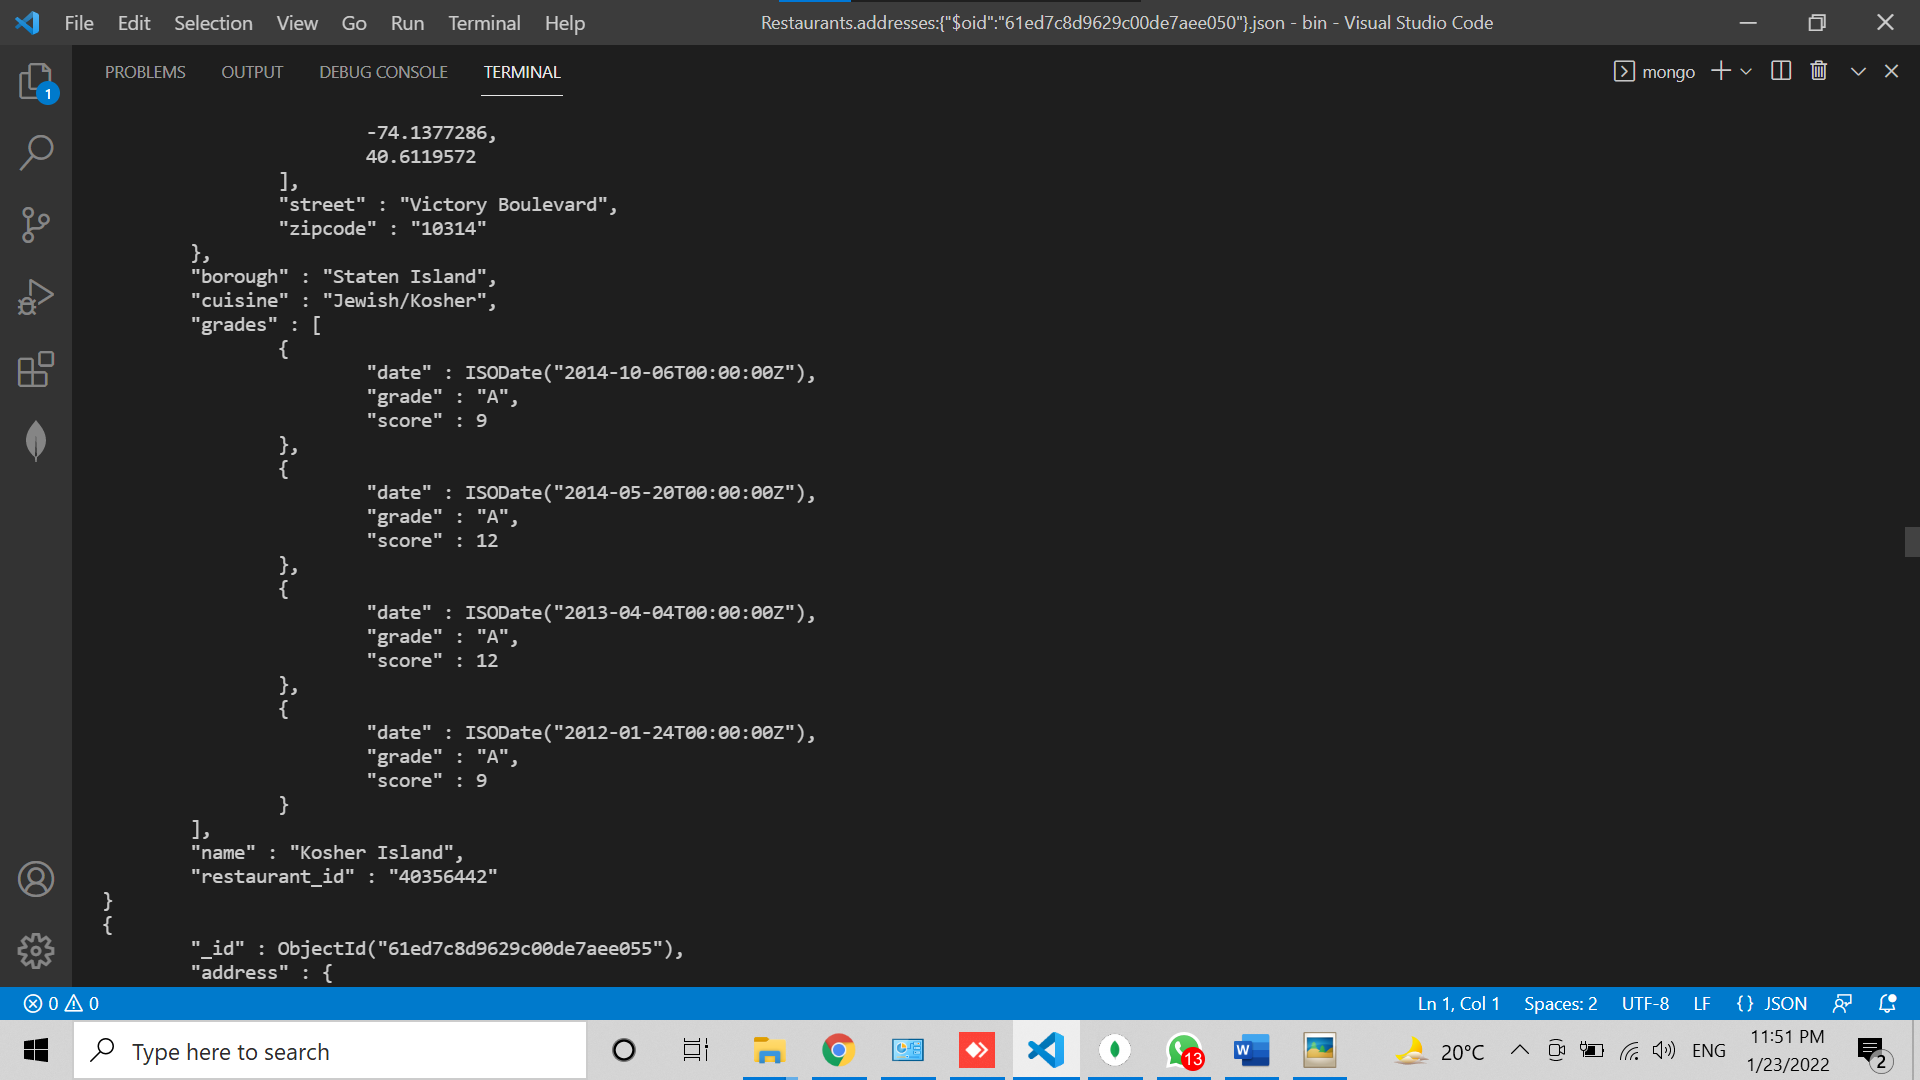 File Edit Selection View Go Run Terminal Help Restaurants.addresses:{"$oid":"61ed7c8d9629c00de7aee050"}.json - bin - Visual Studio Code
PROBLEMS OUTPUT DEBUG CONSOLE TERMINAL mongo
1
-74.1377286,
40.6119572
],
"street" : "Victory Boulevard",
"zipcode" : "10314"
},
"borough" : "Staten Island",
"cuisine" : "Jewish/Kosher",
"grades" : [
{
"date" : ISODate("2014-10-06T00:00:00Z"),
"grade" : "A",
"score" : 9
},
{
"date" : ISODate("2014-05-20T00:00:00Z"),
"grade" : "A",
"score" : 12
},
{
"date" : ISODate("2013-04-04T00:00:00Z"),
"grade" : "A",
"score" : 12
},
{
"date" : ISODate("2012-01-24T00:00:00Z"),
"grade" : "A",
"score" : 9
}
],
"name" : "Kosher Island",
"restaurant_id" : "40356442"
}
{
"_id" : ObjectId("61ed7c8d9629c00de7aee055"),
"address" : {
0 0 Ln 1, Col 1 Spaces: 2 UTF-8 LF {} JSON
Type here to search W 13 20°C ENG 11:51 PM
1/23/2022 2